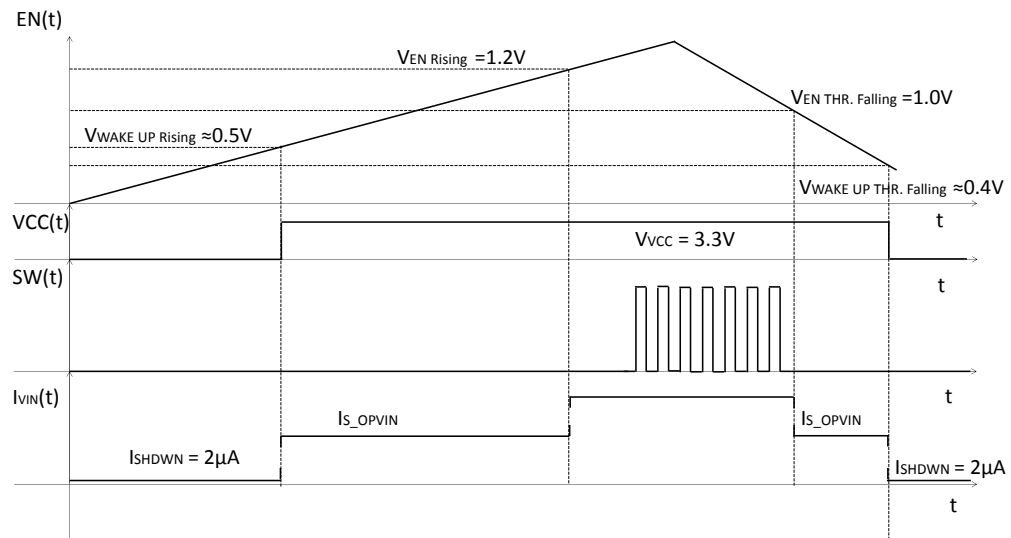 EN(t)
VEN Rising =1.2V
VEN THR. Falling =1.0V
VWAKE UP Rising ≈0.5V
VWAKE UP THR. Falling ≈0.4V
VCC(t)
t
VVCC = 3.3V
SW(t)
t
IVIN(t)
t
IS_OPVIN
IS_OPVIN
ISHDWN = 2µA
ISHDWN = 2µA
t